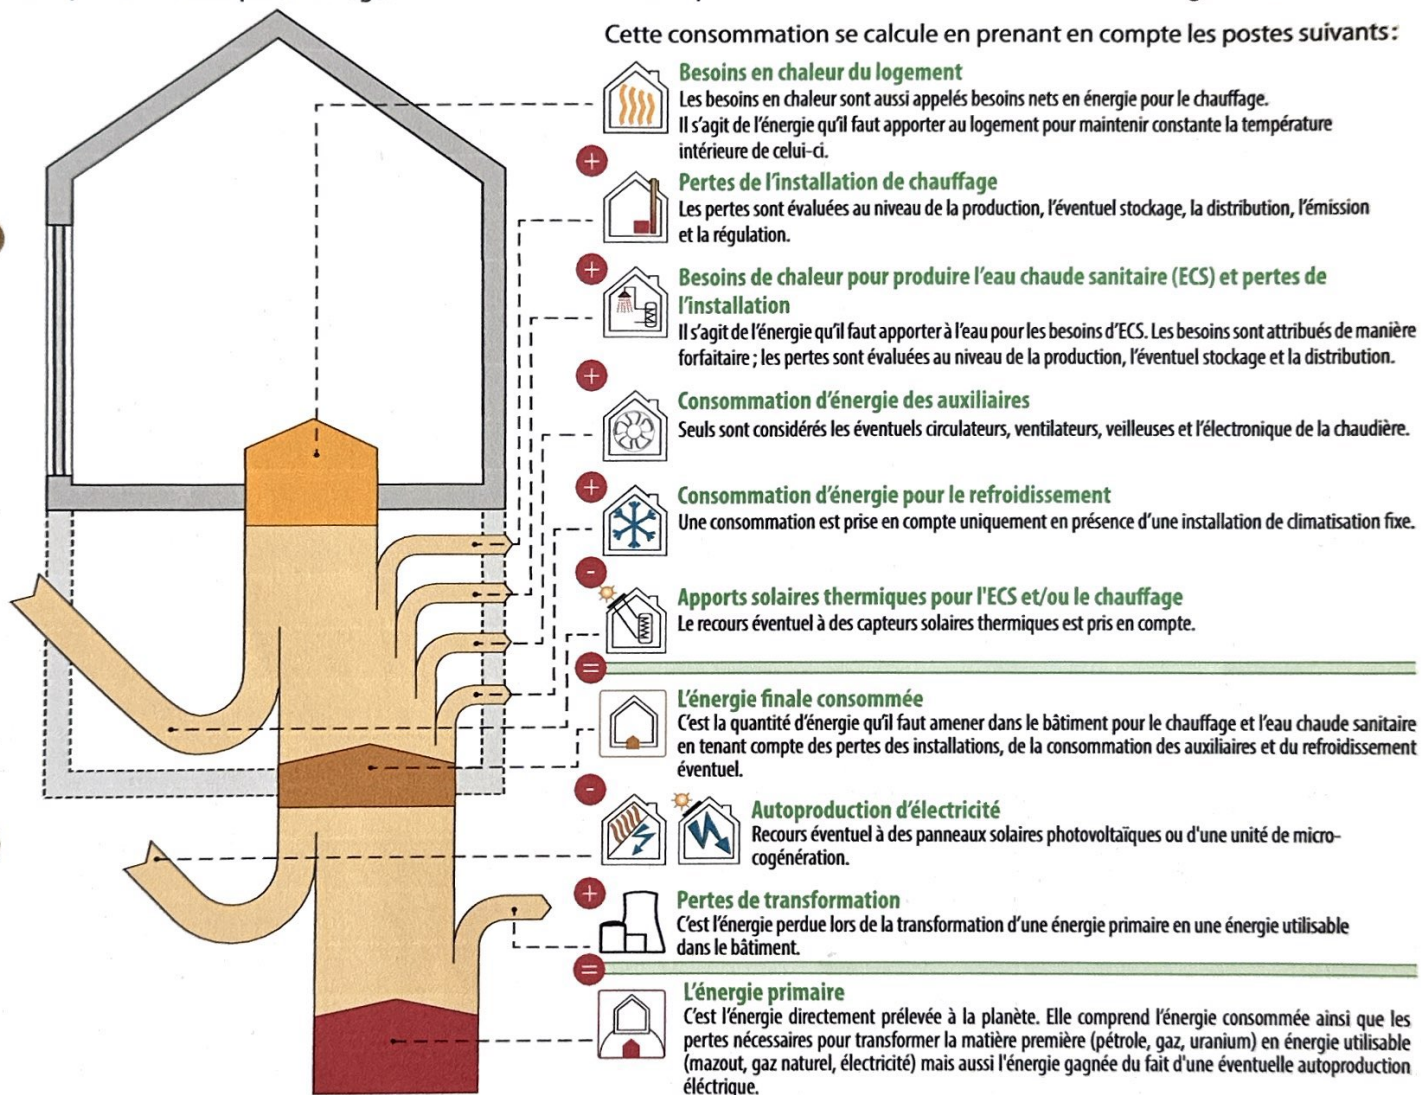 Cette consommation se calcule en prenant en compte les postes suivants :
Besoins en chaleur du logement
Les besoins en chaleur sont aussi appelés besoins nets en énergie pour le chauffage.
Il s'agit de l'énergie qu'il faut apporter au logement pour maintenir constante la température
intérieure de celui-ci.
+
Pertes de l'installation de chauffage
Les pertes sont évaluées au niveau de la production, l'éventuel stockage, la distribution, l'émission
et la régulation.
+
Besoins de chaleur pour produire l'eau chaude sanitaire (ECS) et pertes de
l'installation
Il s'agit de l'énergie qu'il faut apporter à l'eau pour les besoins d'ECS. Les besoins sont attribués de manière
forfaitaire ; les pertes sont évaluées au niveau de la production, l'éventuel stockage et la distribution.
+
Consommation d'énergie des auxiliaires
Seuls sont considérés les éventuels circulateurs, ventilateurs, veilleuses et l'électronique de la chaudière.
+
Consommation d'énergie pour le refroidissement
Une consommation est prise en compte uniquement en présence d'une installation de climatisation fixe.
-
Apports solaires thermiques pour l'ECS et/ou le chauffage
Le recours éventuel à des capteurs solaires thermiques est pris en compte.
=
L'énergie finale consommée
C'est la quantité d'énergie qu'il faut amener dans le bâtiment pour le chauffage et l'eau chaude sanitaire
en tenant compte des pertes des installations, de la consommation des auxiliaires et du refroidissement
éventuel.
-
Autoproduction d'électricité
Recours éventuel à des panneaux solaires photovoltaïques ou d'une unité de micro-
cogénération.
+
Pertes de transformation
C'est l'énergie perdue lors de la transformation d'une énergie primaire en une énergie utilisable
dans le bâtiment.
=
L'énergie primaire
C'est l'énergie directement prélevée à la planète. Elle comprend l'énergie consommée ainsi que les
pertes nécessaires pour transformer la matière première (pétrole, gaz, uranium) en énergie utilisable
(mazout, gaz naturel, électricité) mais aussi l'énergie gagnée du fait d'une éventuelle autoproduction
éléctrique.